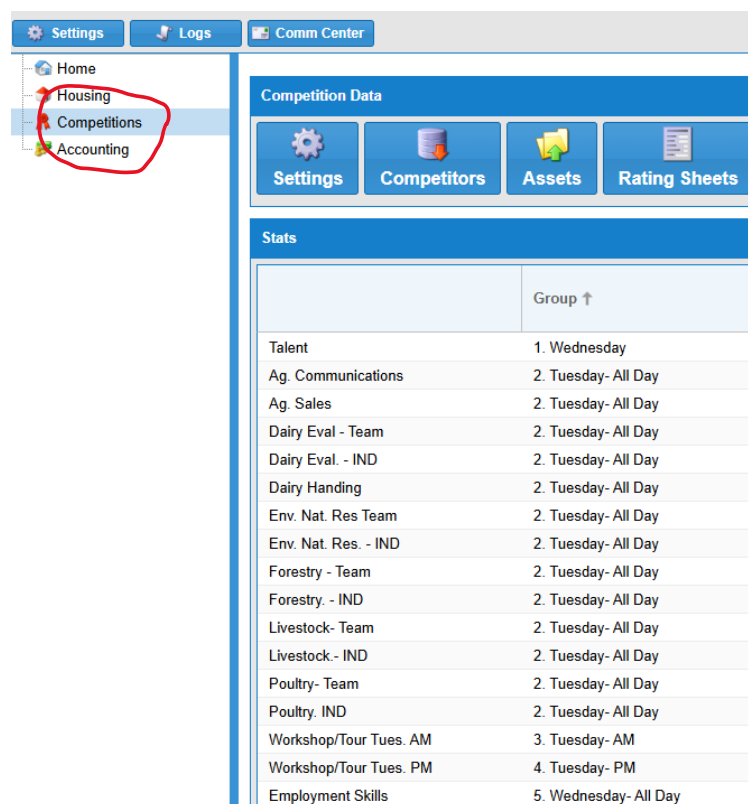 Settings Logs Comm Center
Home
Housing
Competitions
Accounting
Competition Data
Settings Competitors Assets Rating Sheets
Stats
Group ↑
Talent 1. Wednesday
Ag. Communications 2. Tuesday- All Day
Ag. Sales 2. Tuesday- All Day
Dairy Eval - Team 2. Tuesday- All Day
Dairy Eval. - IND 2. Tuesday- All Day
Dairy Handing 2. Tuesday- All Day
Env. Nat. Res Team 2. Tuesday- All Day
Env. Nat. Res. - IND 2. Tuesday- All Day
Forestry - Team 2. Tuesday- All Day
Forestry. - IND 2. Tuesday- All Day
Livestock- Team 2. Tuesday- All Day
Livestock.- IND 2. Tuesday- All Day
Poultry- Team 2. Tuesday- All Day
Poultry. IND 2. Tuesday- All Day
Workshop/Tour Tues. AM 3. Tuesday- AM
Workshop/Tour Tues. PM 4. Tuesday- PM
Employment Skills 5. Wednesday- All Day